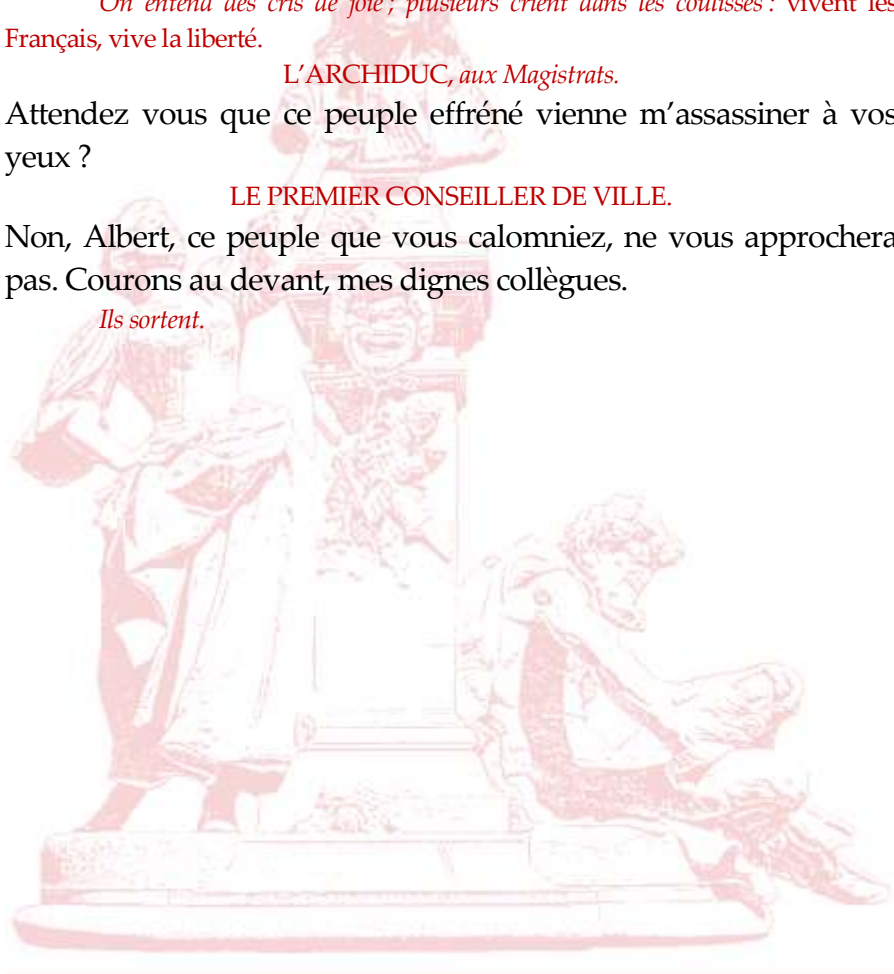 On entend des cris de joie ; plusieurs crient dans les coulisses : vivent les
Français, vive la liberté.
L’ARCHIDUC, aux Magistrats.
Attendez vous que ce peuple effréné vienne m’assassiner à vos
yeux ?
LE PREMIER CONSEILLER DE VILLE.
Non, Albert, ce peuple que vous calomniez, ne vous approchera
pas. Courons au devant, mes dignes collègues.
Ils sortent.